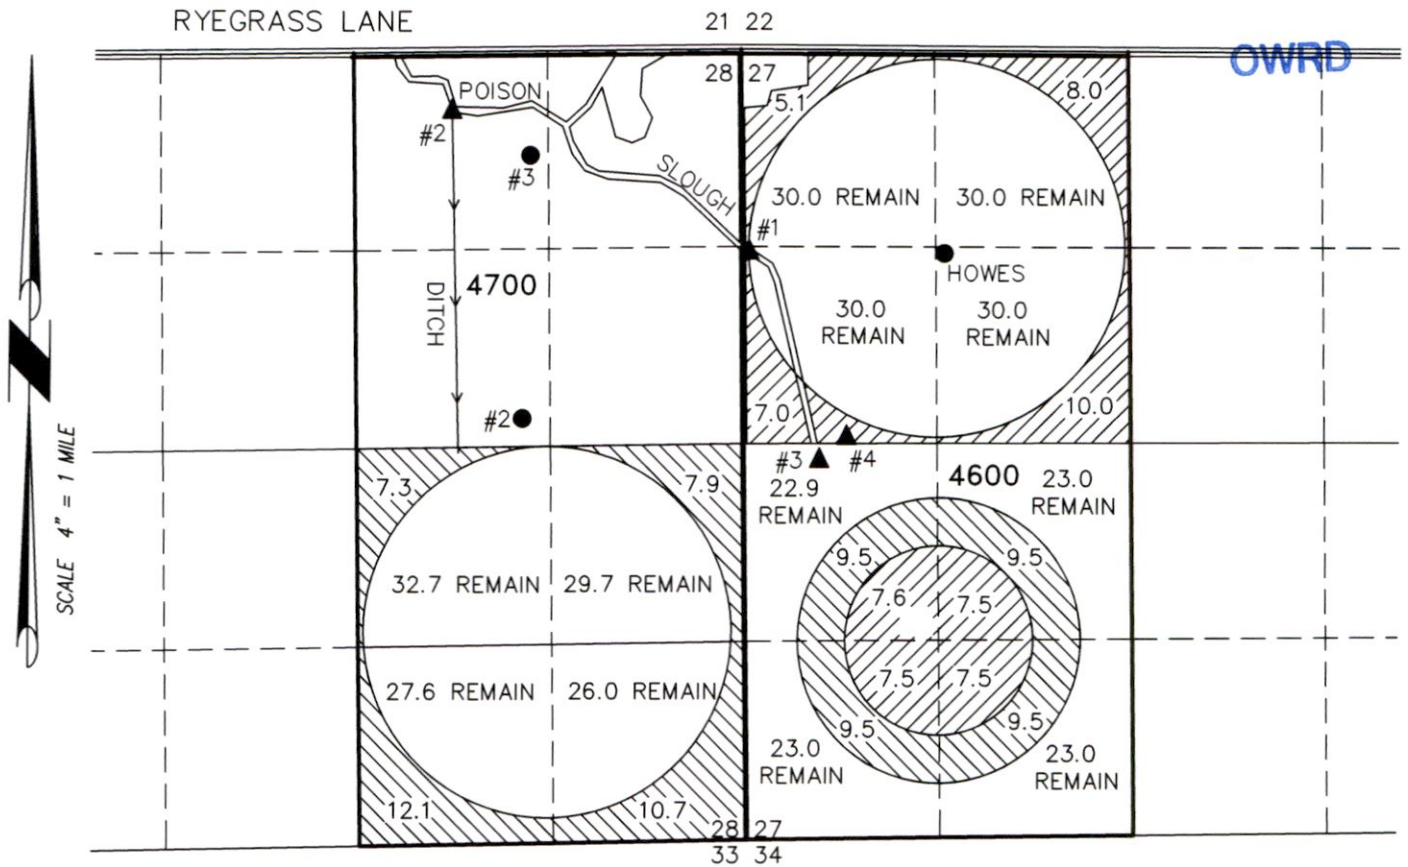 RYEGRASS LANE
21 22
OWRD
28 27
POISON
5.1
8.0
#2
#3
SLOUGH
30.0 REMAIN
30.0 REMAIN
#1
HOWES
4700
DITCH
30.0
REMAIN
30.0
REMAIN
#2
7.0
10.0
#3
#4
SCALE 4" = 1 MILE
7.3
7.9
22.9
REMAIN
4600
23.0
REMAIN
9.5
9.5
32.7 REMAIN
29.7 REMAIN
7.6
7.5
27.6 REMAIN
26.0 REMAIN
7.5
7.5
9.5
9.5
23.0
REMAIN
23.0
REMAIN
12.1
10.7
28 27
33 34